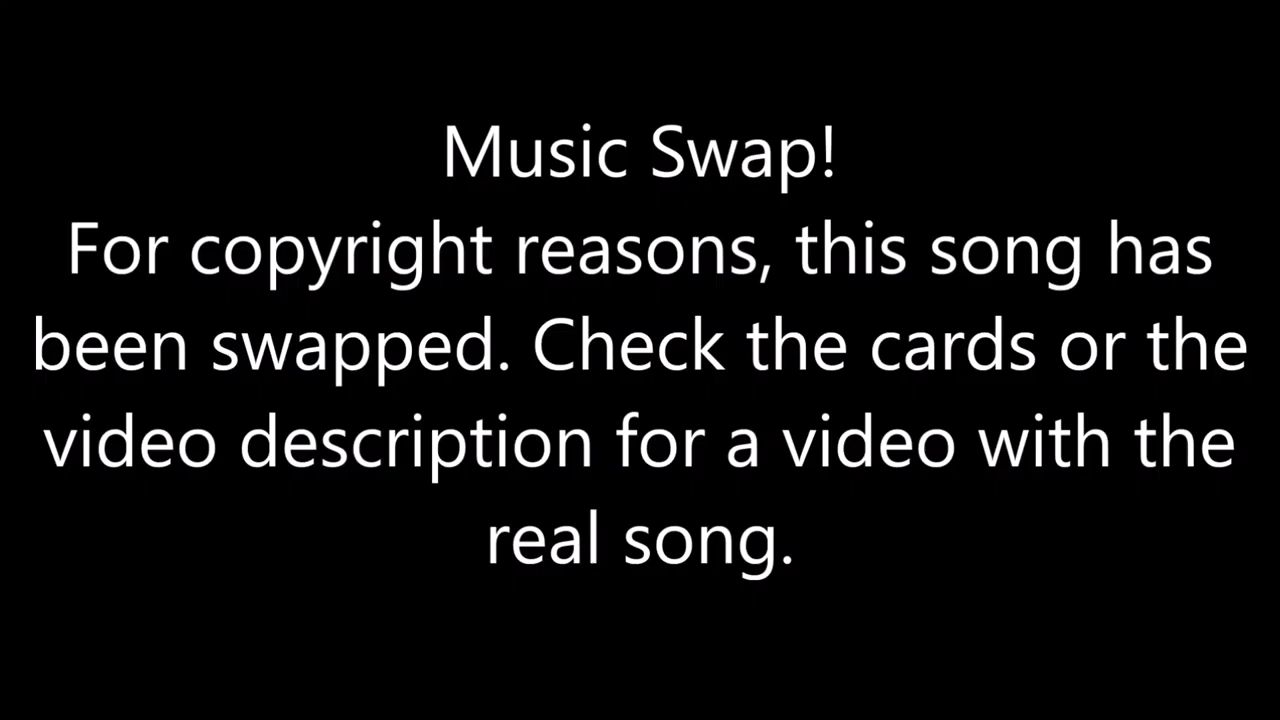 Music Swap!
For copyright reasons, this song has
been swapped. Check the cards or the
video description for a video with the
real song.